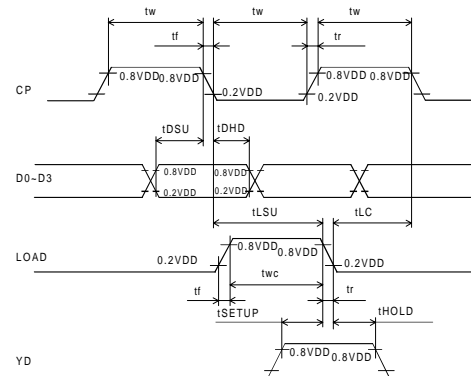 tw tw tw
tf tr
0.8VDD 0.8VDD 0.8VDD 0.8VDD
CP
0.2VDD 0.2VDD
tDSU tDHD
D0~D3
0.8VDD 0.8VDD
0.2VDD 0.2VDD
tLSU tLC
LOAD
0.8VDD 0.8VDD
0.2VDD 0.2VDD
twc
tf tr
tSETUP tHOLD
YD
0.8VDD 0.8VDD